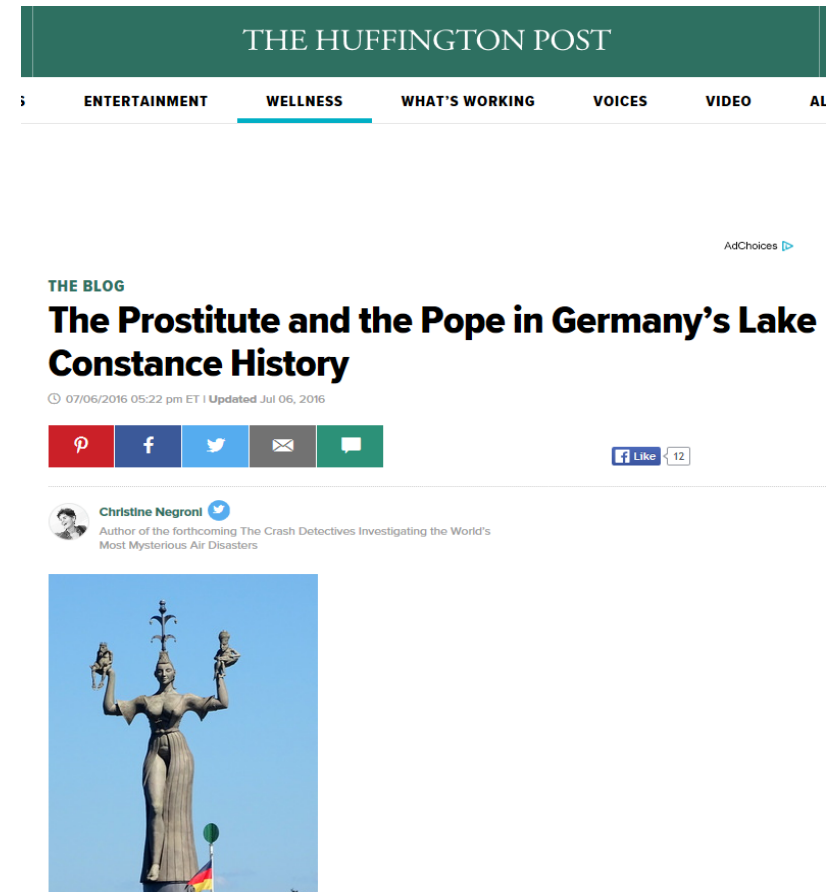 THE HUFFINGTON POST
S ENTERTAINMENT WELLNESS WHAT'S WORKING VOICES VIDEO AL
AdChoices
THE BLOG
The Prostitute and the Pope in Germany's Lake
Constance History
07/06/2016 05:22 pm ET | Updated Jul 06, 2016
Like 12
Christine Negroni
Author of the forthcoming The Crash Detectives Investigating the World's
Most Mysterious Air Disasters